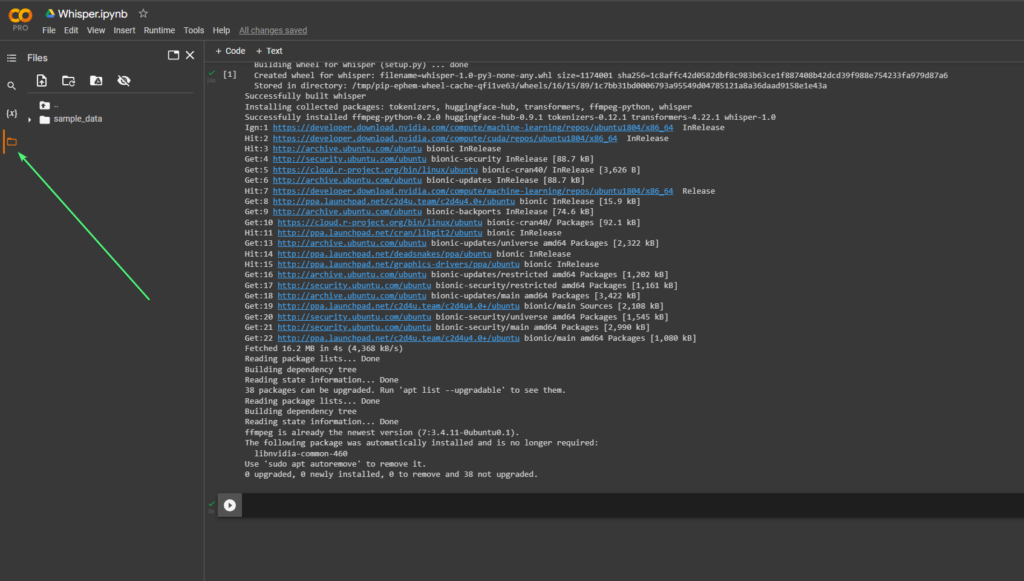 CO
PRO
Whisper.ipynb
File Edit View Insert Runtime Tools Help All changes saved
Files
+ Code + Text
..
sample_data
{x}
[1]
Building wheel for whisper (setup.py) ... done
Created wheel for whisper: filename=whisper-1.0-py3-none-any.whl size=1174001 sha256=1c8affc42d0582dbf8c983b63ce1f887408b42dcd39f988e754233fa979d87a6
Stored in directory: /tmp/pip-ephem-wheel-cache-qfi1ve63/wheels/16/15/89/1c7bb31bd0006793a95549d04785121a8a36daad9158e1e43a
Successfully built whisper
Installing collected packages: tokenizers, huggingface-hub, transformers, ffmpeg-python, whisper
Successfully installed ffmpeg-python-0.2.0 huggingface-hub-0.9.1 tokenizers-0.12.1 transformers-4.22.1 whisper-1.0
Ign:1 https://developer.download.nvidia.com/compute/machine-learning/repos/ubuntu1804/x86_64 InRelease
Hit:2 https://developer.download.nvidia.com/compute/cuda/repos/ubuntu1804/x86_64 InRelease
Hit:3 http://archive.ubuntu.com/ubuntu bionic InRelease
Get:4 http://security.ubuntu.com/ubuntu bionic-security InRelease [88.7 kB]
Get:5 https://cloud.r-project.org/bin/linux/ubuntu bionic-cran40/ InRelease [3,626 B]
Get:6 http://archive.ubuntu.com/ubuntu bionic-updates InRelease [88.7 kB]
Hit:7 https://developer.download.nvidia.com/compute/machine-learning/repos/ubuntu1804/x86_64 Release
Get:8 http://ppa.launchpad.net/c2d4u.team/c2d4u4.0+/ubuntu bionic InRelease [15.9 kB]
Get:9 http://archive.ubuntu.com/ubuntu bionic-backports InRelease [74.6 kB]
Get:10 https://cloud.r-project.org/bin/linux/ubuntu bionic-cran40/ Packages [92.1 kB]
Hit:11 http://ppa.launchpad.net/cran/libgit2/ubuntu bionic InRelease
Get:13 http://archive.ubuntu.com/ubuntu bionic-updates/universe amd64 Packages [2,322 kB]
Hit:14 http://ppa.launchpad.net/deadsnakes/ppa/ubuntu bionic InRelease
Hit:15 http://ppa.launchpad.net/graphics-drivers/ppa/ubuntu bionic InRelease
Get:16 http://archive.ubuntu.com/ubuntu bionic-updates/restricted amd64 Packages [1,202 kB]
Get:17 http://security.ubuntu.com/ubuntu bionic-security/restricted amd64 Packages [1,161 kB]
Get:18 http://archive.ubuntu.com/ubuntu bionic-updates/main amd64 Packages [3,422 kB]
Get:19 http://ppa.launchpad.net/c2d4u.team/c2d4u4.0+/ubuntu bionic/main Sources [2,108 kB]
Get:20 http://security.ubuntu.com/ubuntu bionic-security/universe amd64 Packages [1,545 kB]
Get:21 http://security.ubuntu.com/ubuntu bionic-security/main amd64 Packages [2,990 kB]
Get:22 http://ppa.launchpad.net/c2d4u.team/c2d4u4.0+/ubuntu bionic/main amd64 Packages [1,080 kB]
Fetched 16.2 MB in 4s (4,368 kB/s)
Reading package lists... Done
Building dependency tree
Reading state information... Done
38 packages can be upgraded. Run 'apt list --upgradable' to see them.
Reading package lists... Done
Building dependency tree
Reading state information... Done
ffmpeg is already the newest version (7:3.4.11-0ubuntu0.1).
The following package was automatically installed and is no longer required:
libnvidia-common-460
Use 'sudo apt autoremove' to remove it.
0 upgraded, 0 newly installed, 0 to remove and 38 not upgraded.